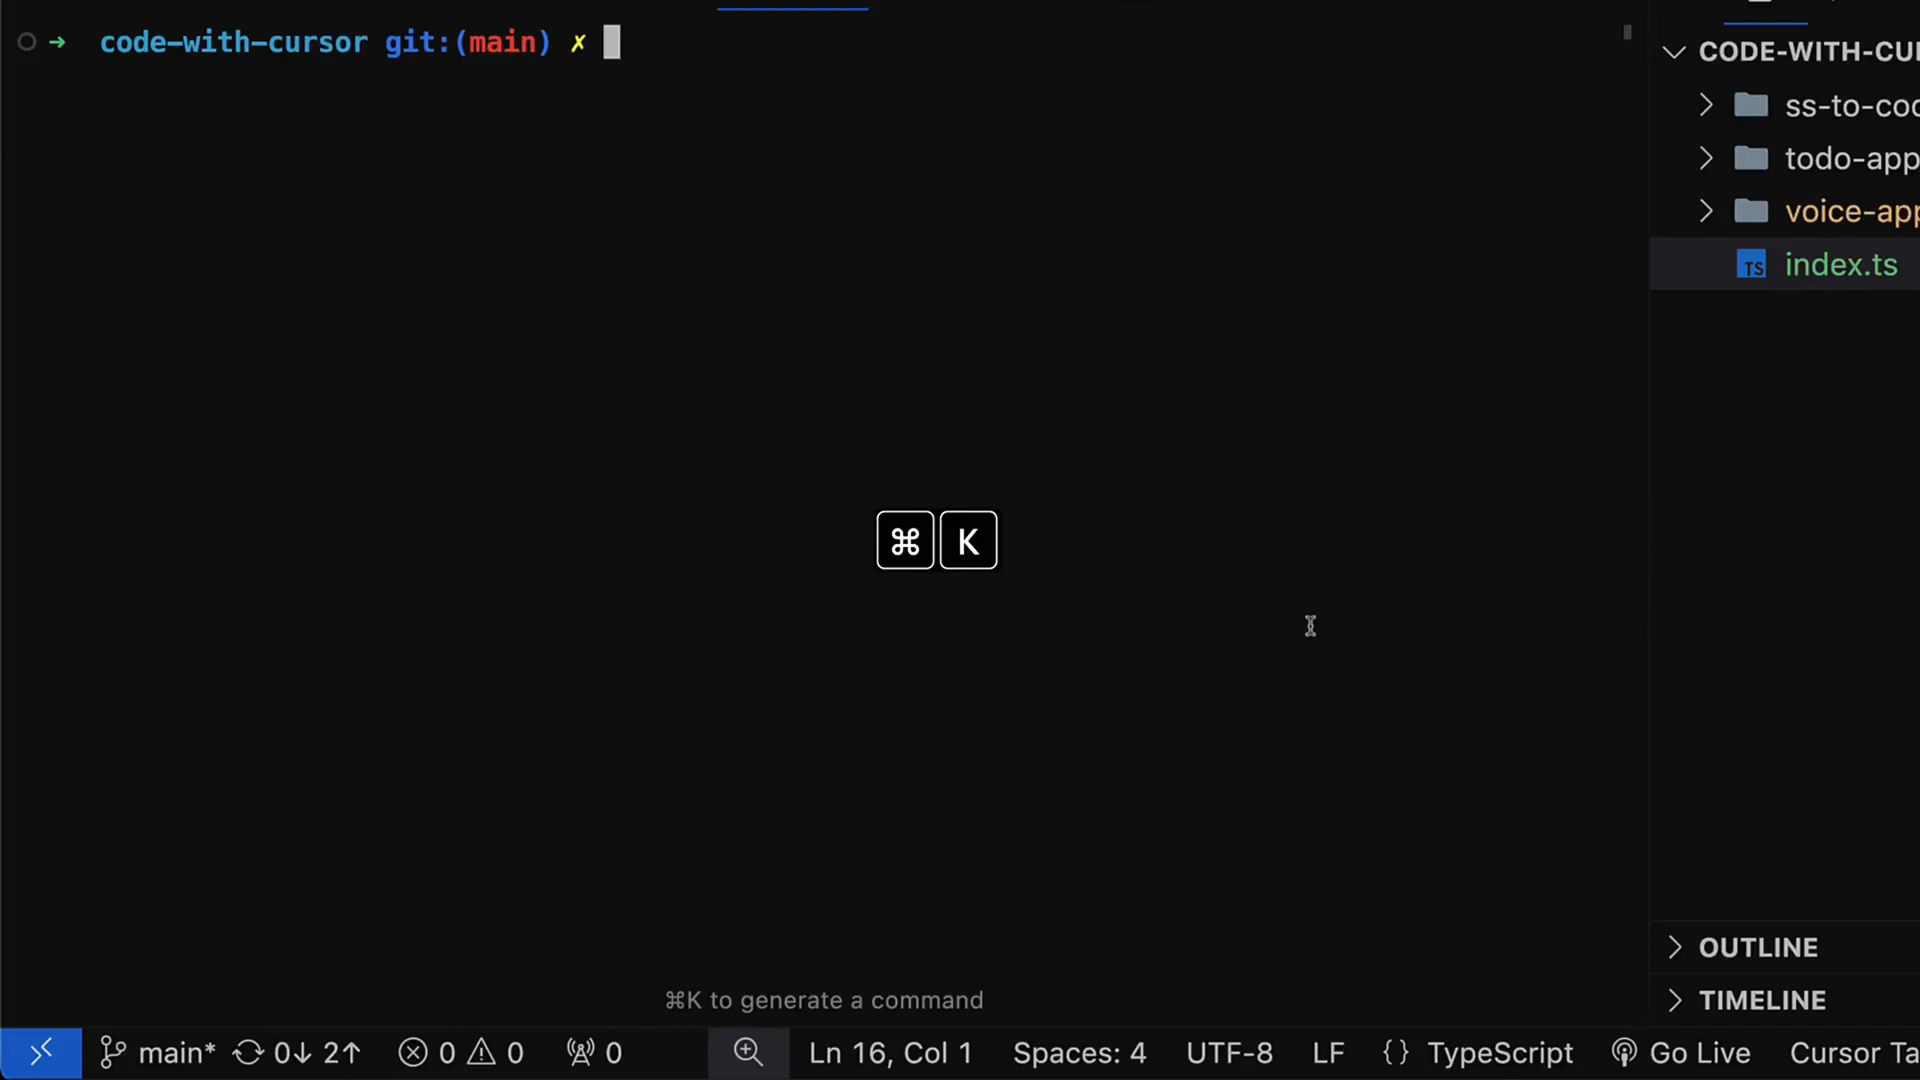 code-with-cursor git:(main) ✗
⌘ K
⌘K to generate a command
CODE-WITH-CU
ss-to-co
todo-app
voice-app
TS index.ts
OUTLINE
TIMELINE
main* 0↓ 2↑ 0 0 0 Ln 16, Col 1 Spaces: 4 UTF-8 LF {} TypeScript Go Live Cursor Ta